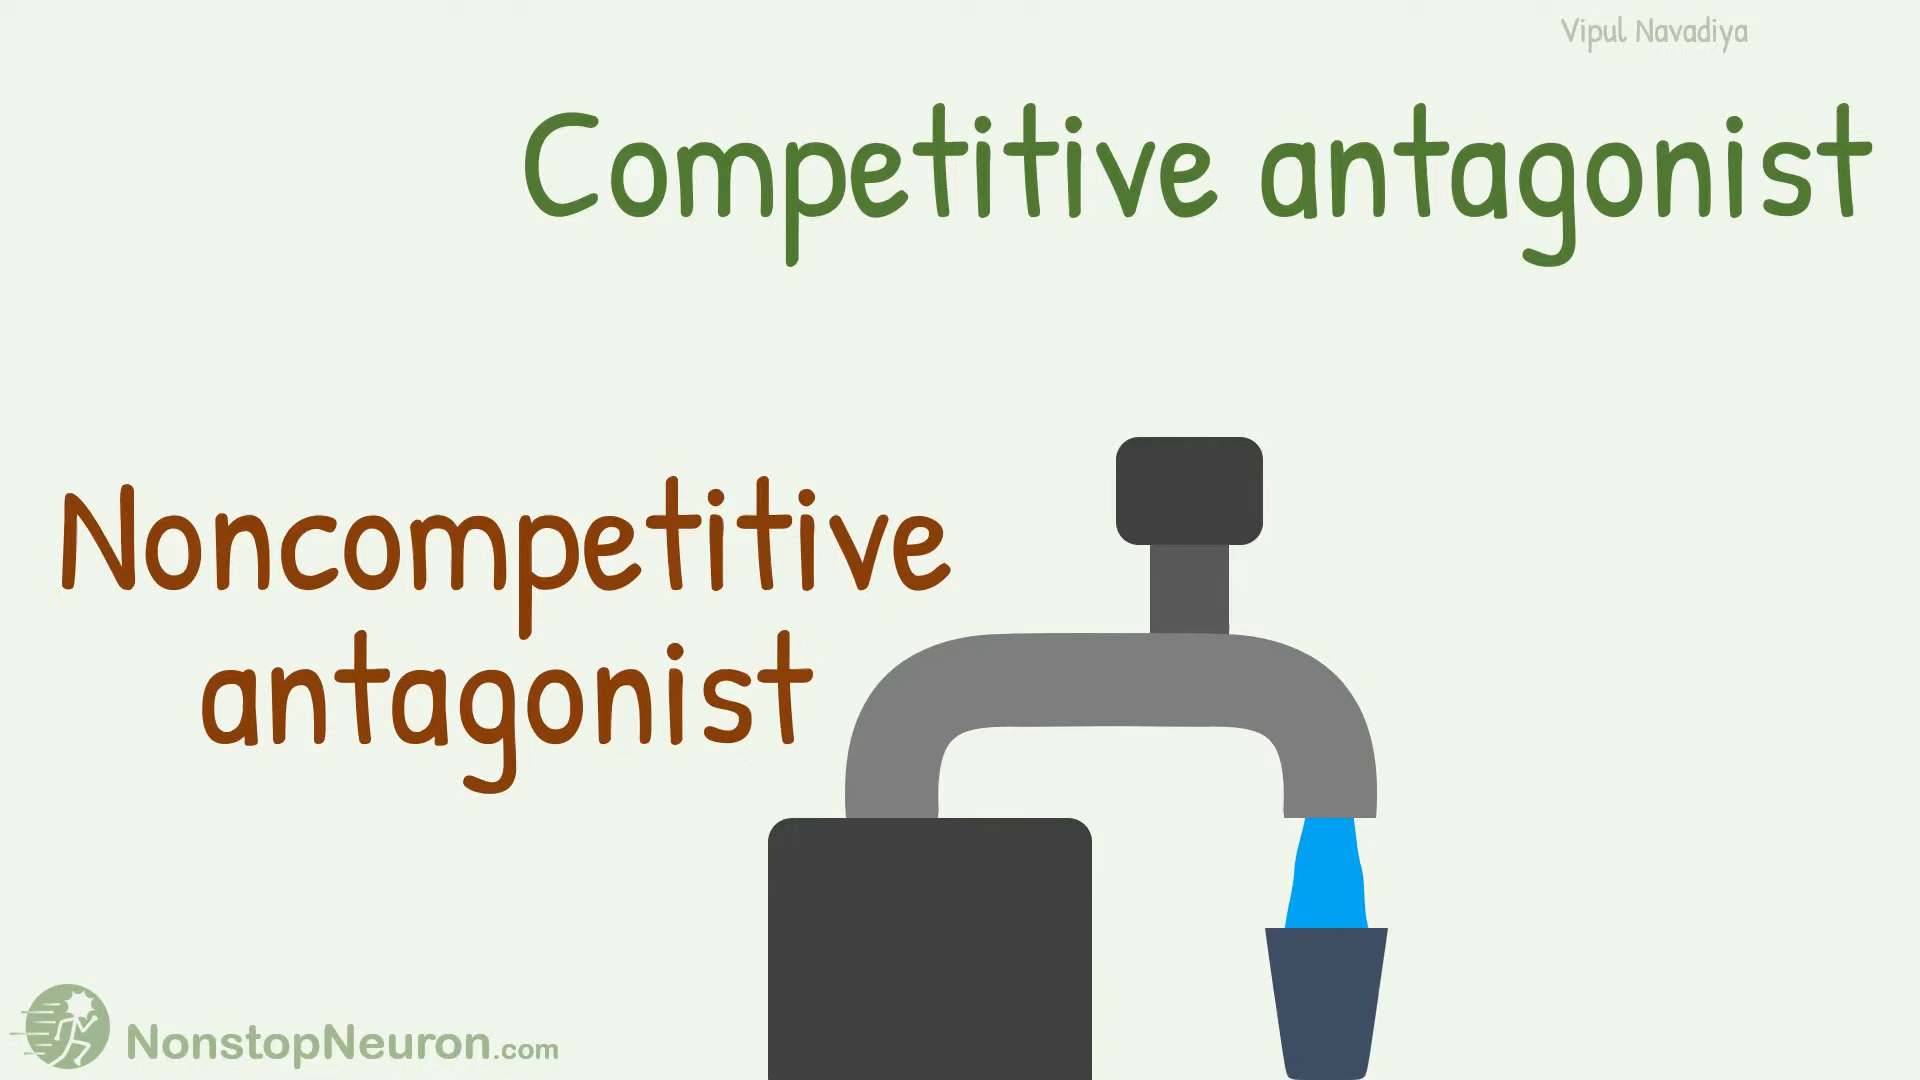 Vipul Navadiya
Competitive antagonist
Noncompetitive
antagonist
NonstopNeuron.com